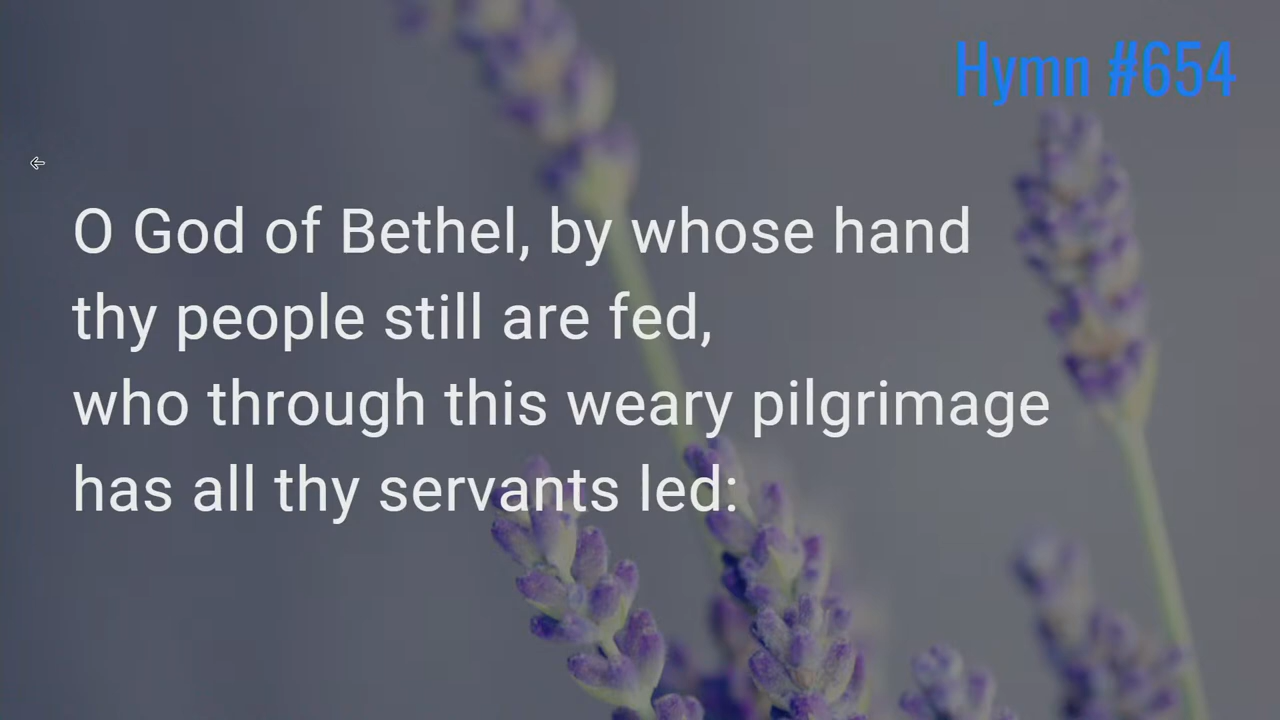 Hymn #654
O God of Bethel, by whose hand
thy people still are fed,
who through this weary pilgrimage
has all thy servants led: